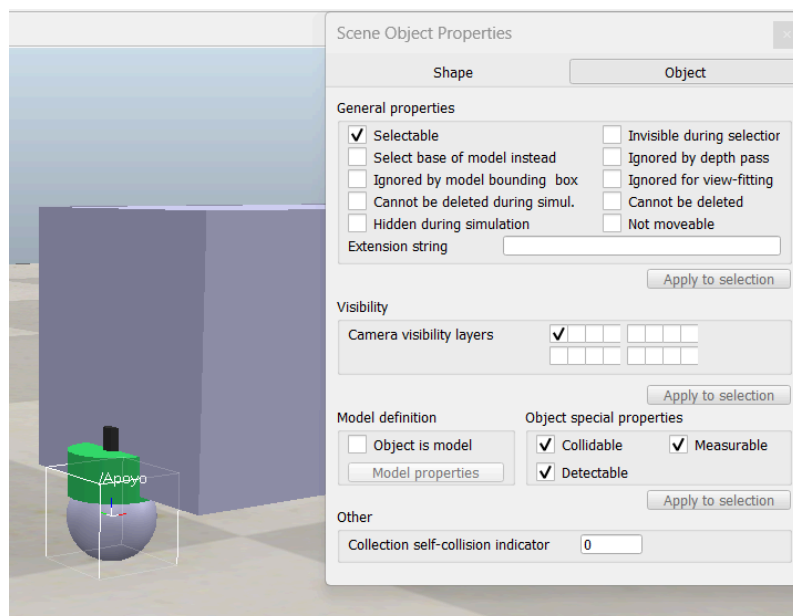 Scene Object Properties
Shape Object
General properties
Selectable Invisible during selection
Select base of model instead Ignored by depth pass
Ignored by model bounding box Ignored for view-fitting
Cannot be deleted during simul. Cannot be deleted
Hidden during simulation Not moveable
Extension string
Apply to selection
Visibility
Camera visibility layers
Apply to selection
Model definition Object special properties
Object is model Collidable Measurable
Model properties Detectable
Apply to selection
Other
Collection self-collision indicator 0
/Apoyo